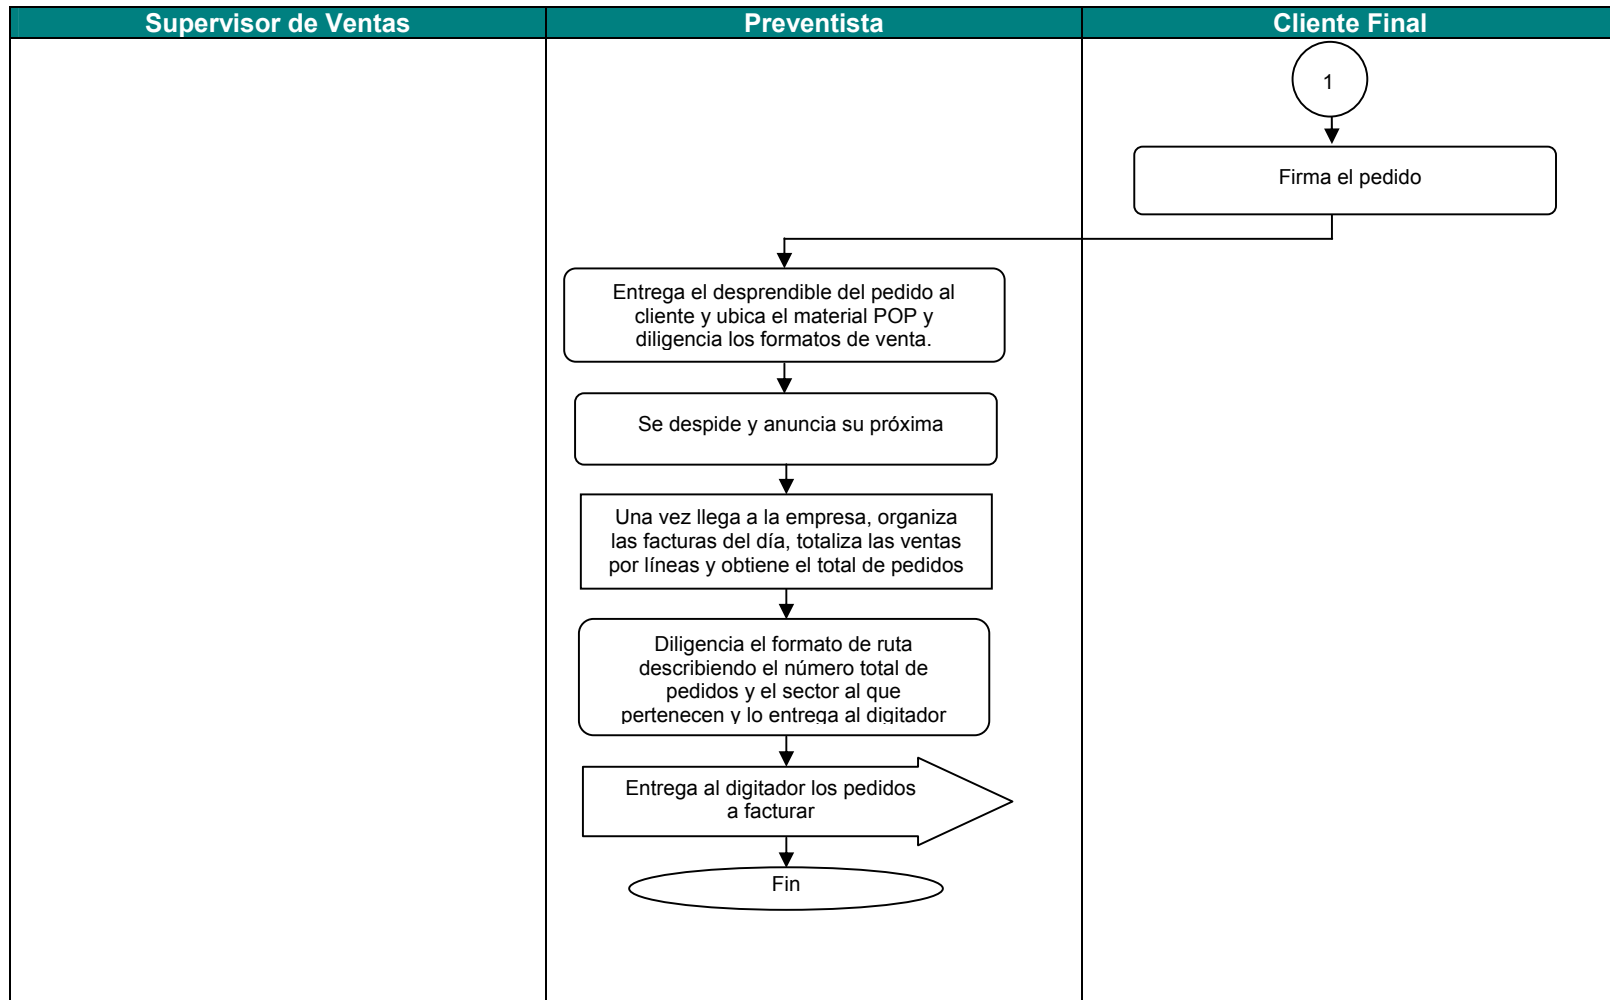 Supervisor de Ventas
Preventista
Cliente Final
1
Firma el pedido
Entrega el desprendible del pedido al
cliente y ubica el material POP y
diligencia los formatos de venta.
Se despide y anuncia su próxima
Una vez llega a la empresa, organiza
las facturas del día, totaliza las ventas
por líneas y obtiene el total de pedidos
Diligencia el formato de ruta
describiendo el número total de
pedidos y el sector al que
pertenecen y lo entrega al digitador
Entrega al digitador los pedidos
a facturar
Fin